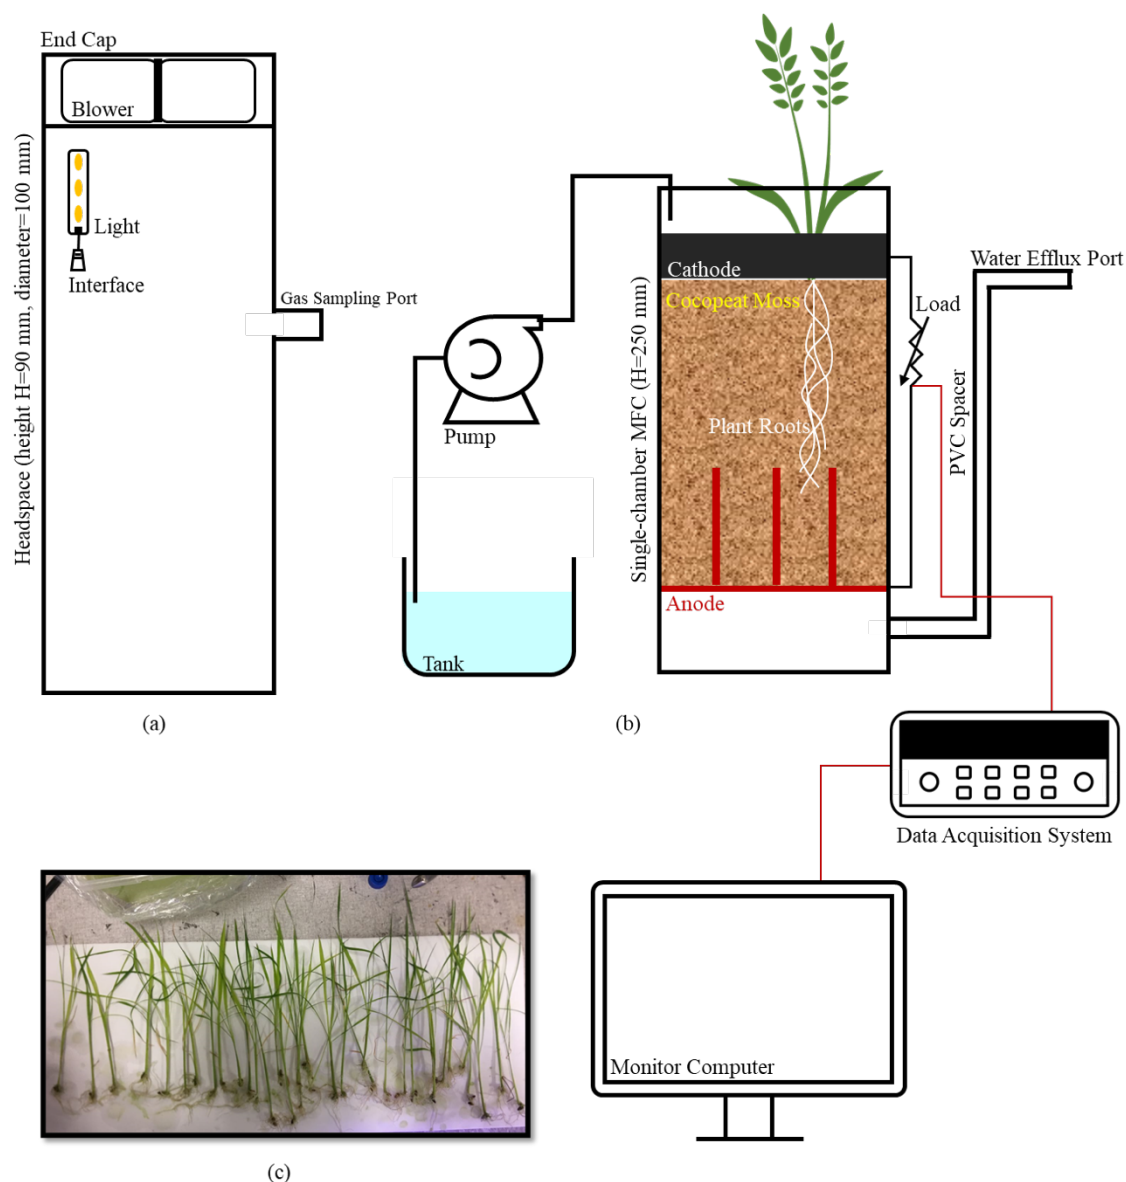 End Cap
Blower
Light
Interface
Gas Sampling Port
Headspace (height H=90 mm, diameter=100 mm)
(a)
Pump
Tank
Cathode
Cocopeat Moss
Plant Roots
Anode
Single-chamber MFC (H=250 mm)
Load
Water Efflux Port
PVC Spacer
(b)
Data Acquisition System
Monitor Computer
(c)